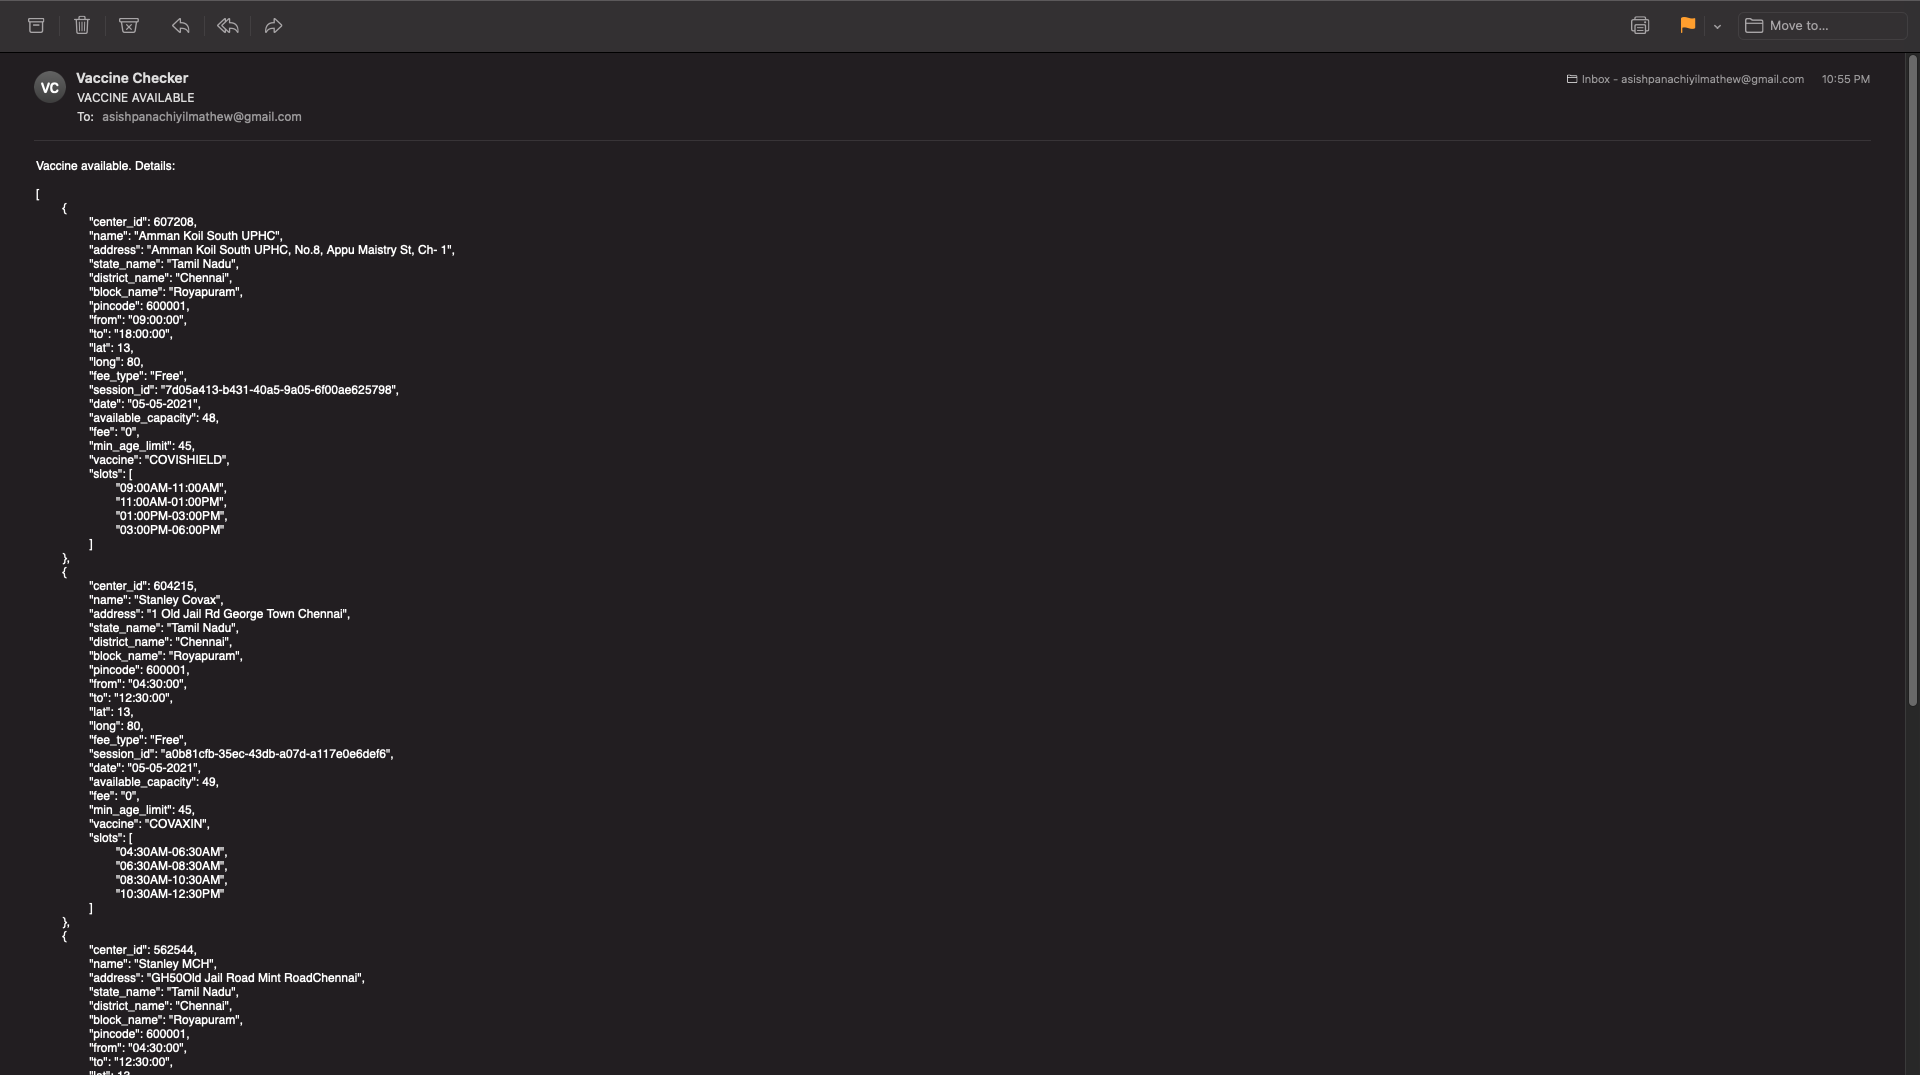 Move to...
VC
Vaccine Checker
Inbox - asishpanachiyilmathew@gmail.com 10:55 PM
VACCINE AVAILABLE
To: asishpanachiyilmathew@gmail.com
Vaccine available. Details:
[
{
"center_id": 607208,
"name": "Amman Koil South UPHC",
"address": "Amman Koil South UPHC, No.8, Appu Maistry St, Ch- 1",
"state_name": "Tamil Nadu",
"district_name": "Chennai",
"block_name": "Royapuram",
"pincode": 600001,
"from": "09:00:00",
"to": "18:00:00",
"lat": 13,
"long": 80,
"fee_type": "Free",
"session_id": "7d05a413-b431-40a5-9a05-6f00ae625798",
"date": "05-05-2021",
"available_capacity": 48,
"fee": "0",
"min_age_limit": 45,
"vaccine": "COVISHIELD",
"slots": [
"09:00AM-11:00AM",
"11:00AM-01:00PM",
"01:00PM-03:00PM",
"03:00PM-06:00PM"
]
},
{
"center_id": 604215,
"name": "Stanley Covax",
"address": "1 Old Jail Rd George Town Chennai",
"state_name": "Tamil Nadu",
"district_name": "Chennai",
"block_name": "Royapuram",
"pincode": 600001,
"from": "04:30:00",
"to": "12:30:00",
"lat": 13,
"long": 80,
"fee_type": "Free",
"session_id": "a0b81cfb-35ec-43db-a07d-a117e0e6def6",
"date": "05-05-2021",
"available_capacity": 49,
"fee": "0",
"min_age_limit": 45,
"vaccine": "COVAXIN",
"slots": [
"04:30AM-06:30AM",
"06:30AM-08:30AM",
"08:30AM-10:30AM",
"10:30AM-12:30PM"
]
},
{
"center_id": 562544,
"name": "Stanley MCH",
"address": "GH50Old Jail Road Mint RoadChennai",
"state_name": "Tamil Nadu",
"district_name": "Chennai",
"block_name": "Royapuram",
"pincode": 600001,
"from": "04:30:00",
"to": "12:30:00",
"lat": 13,